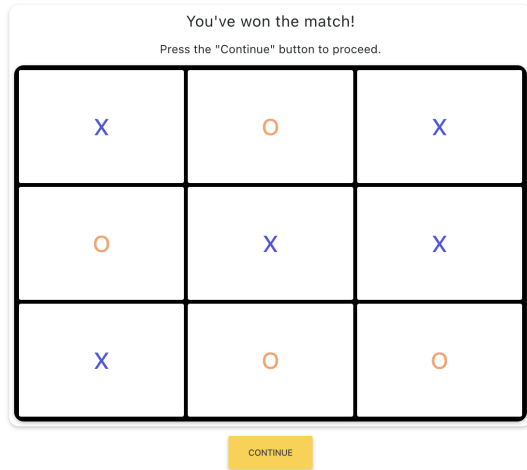 You've won the match!
Press the "Continue" button to proceed.
X O X
O X X
X O O
CONTINUE